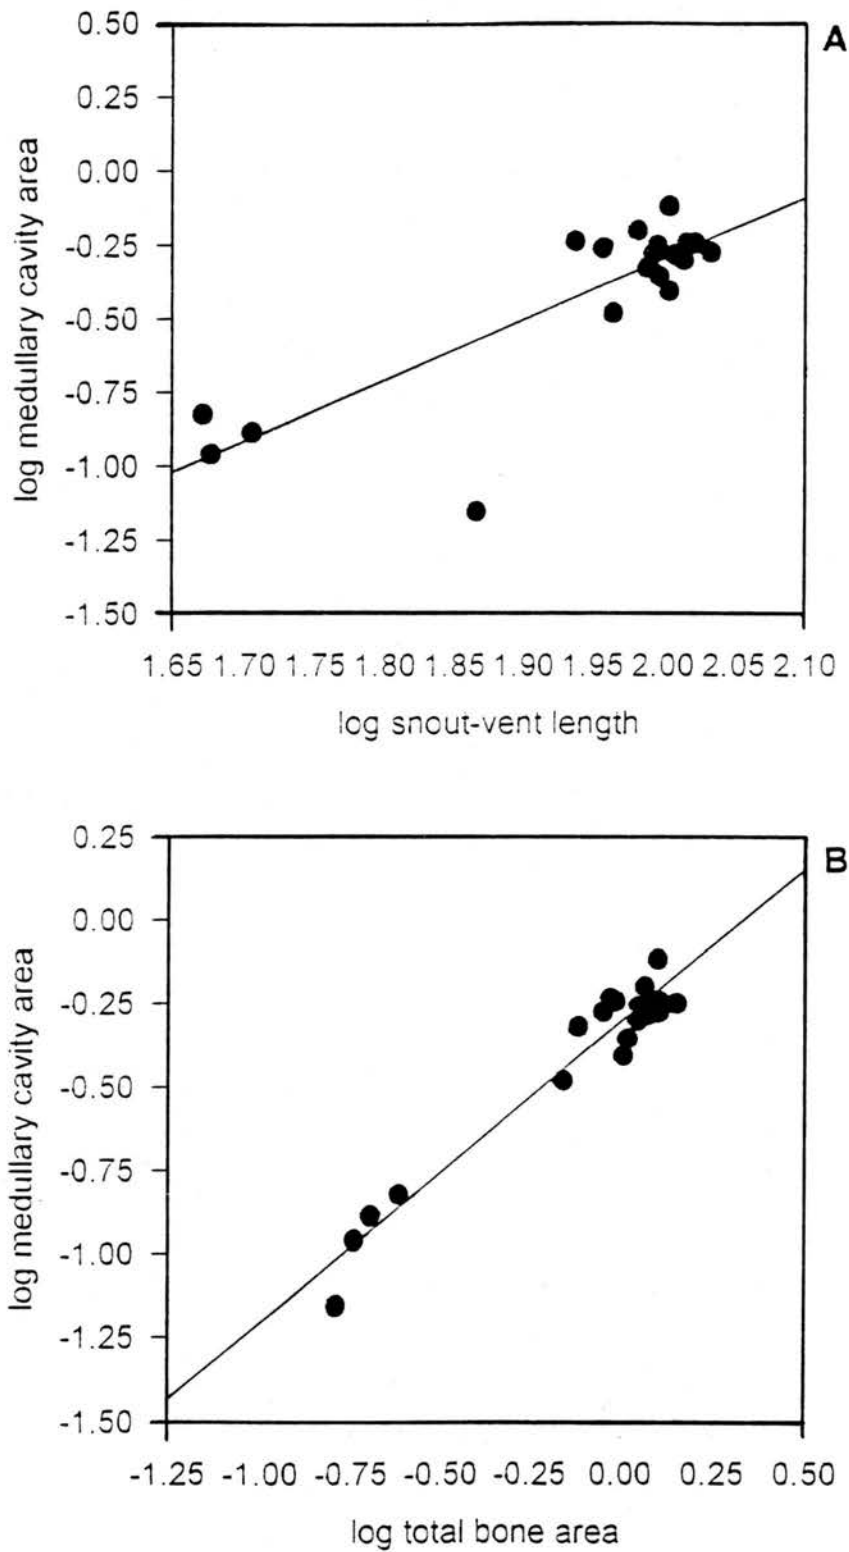 A
0.50
0.25
0.00
-0.25
-0.50
-0.75
-1.00
-1.25
-1.50
log medullary cavity area
1.65 1.70 1.75 1.80 1.85 1.90 1.95 2.00 2.05 2.10
log snout-vent length
B
0.25
0.00
-0.25
-0.50
-0.75
-1.00
-1.25
-1.50
log medullary cavity area
-1.25 -1.00 -0.75 -0.50 -0.25 0.00 0.25 0.50
log total bone area